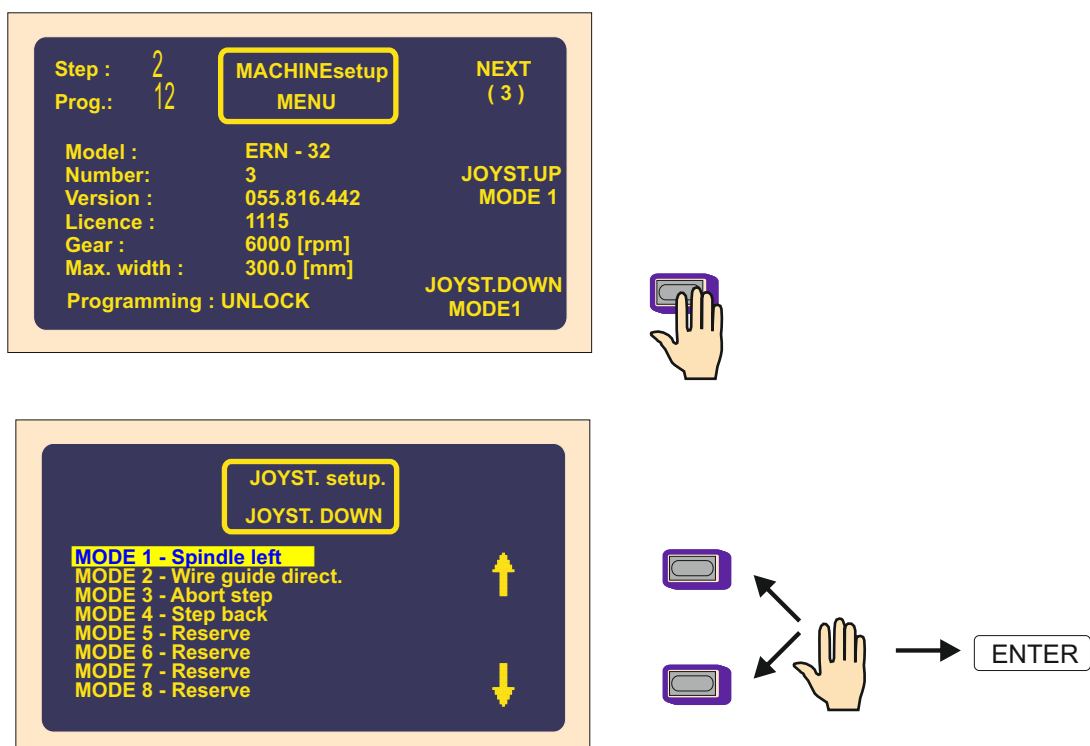 Step : 2
Prog.: 12
MACHINEsetup
MENU
NEXT
( 3 )
Model : ERN - 32
Number: 3
Version : 055.816.442
Licence : 1115
Gear : 6000 [rpm]
Max. width : 300.0 [mm]
Programming : UNLOCK
JOYST.UP
MODE 1
JOYST.DOWN
MODE1
JOYST. setup.
JOYST. DOWN
MODE 1 - Spindle left
MODE 2 - Wire guide direct.
MODE 3 - Abort step
MODE 4 - Step back
MODE 5 - Reserve
MODE 6 - Reserve
MODE 7 - Reserve
MODE 8 - Reserve
ENTER